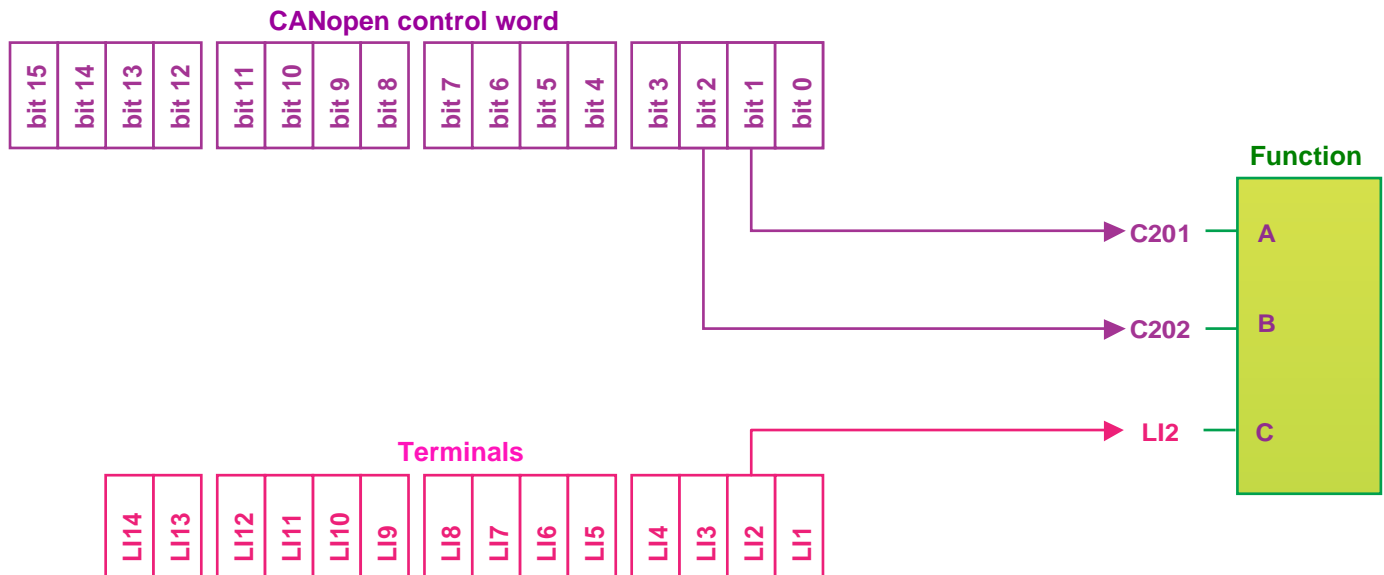 CANopen control word
bit 15 bit 14 bit 13 bit 12 bit 11 bit 10 bit 9 bit 8 bit 7 bit 6 bit 5 bit 4 bit 3 bit 2 bit 1 bit 0
Function
C201 A
C202 B
LI2 C
Terminals
LI14 LI13 LI12 LI11 LI10 LI9 LI8 LI7 LI6 LI5 LI4 LI3 LI2 LI1